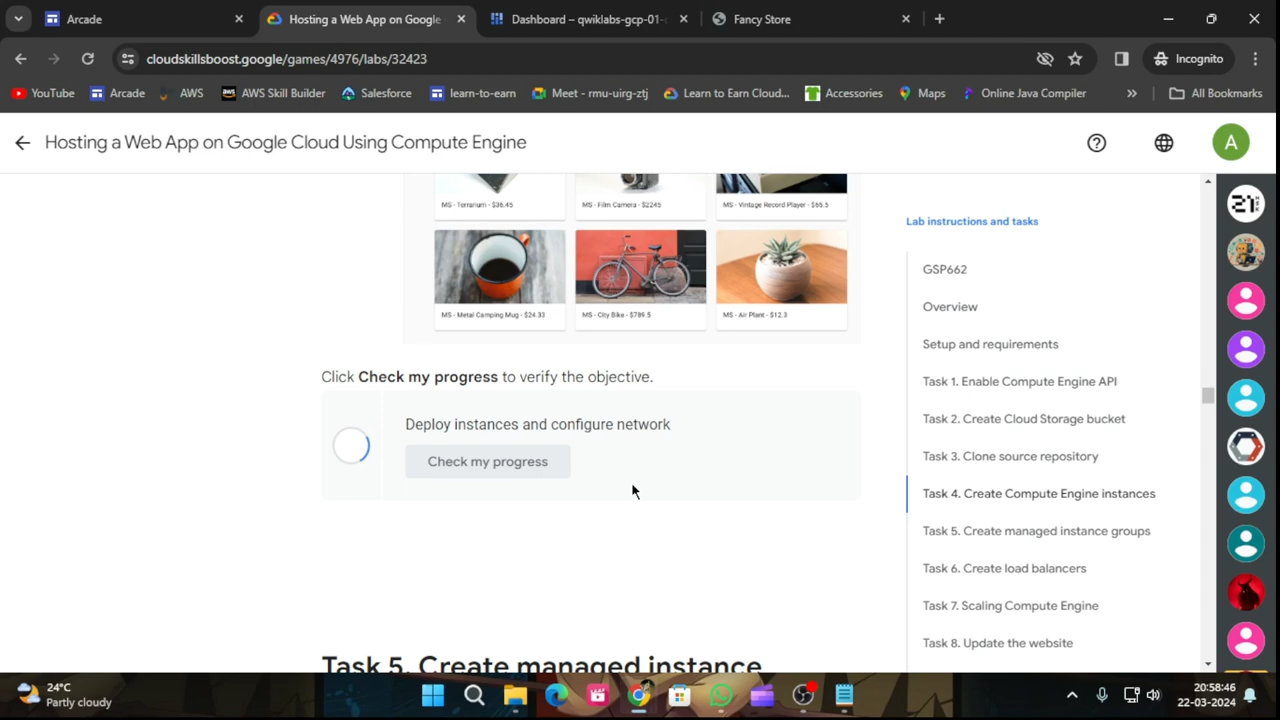 Arcade
Hosting a Web App on Google
Dashboard – qwiklabs-gcp-01-
Fancy Store
cloudskillsboost.google/games/4976/labs/32423
Incognito
YouTube
Arcade
AWS
AWS Skill Builder
Salesforce
learn-to-earn
Meet - rmu-uirg-ztj
Learn to Earn Cloud...
Accessories
Maps
Online Java Compiler
All Bookmarks
Hosting a Web App on Google Cloud Using Compute Engine
A
MS - Terrarium - $36.45
MS - Film Camera - $2245
MS - Vintage Record Player - $65.5
MS - Metal Camping Mug - $24.33
MS - City Bike - $789.5
MS - Air Plant - $12.3
Click Check my progress to verify the objective.
Deploy instances and configure network
Check my progress
Task 5. Create managed instance
Lab instructions and tasks
GSP662
Overview
Setup and requirements
Task 1. Enable Compute Engine API
Task 2. Create Cloud Storage bucket
Task 3. Clone source repository
Task 4. Create Compute Engine instances
Task 5. Create managed instance groups
Task 6. Create load balancers
Task 7. Scaling Compute Engine
Task 8. Update the website
24°C
Partly cloudy
20:58:46
22-03-2024